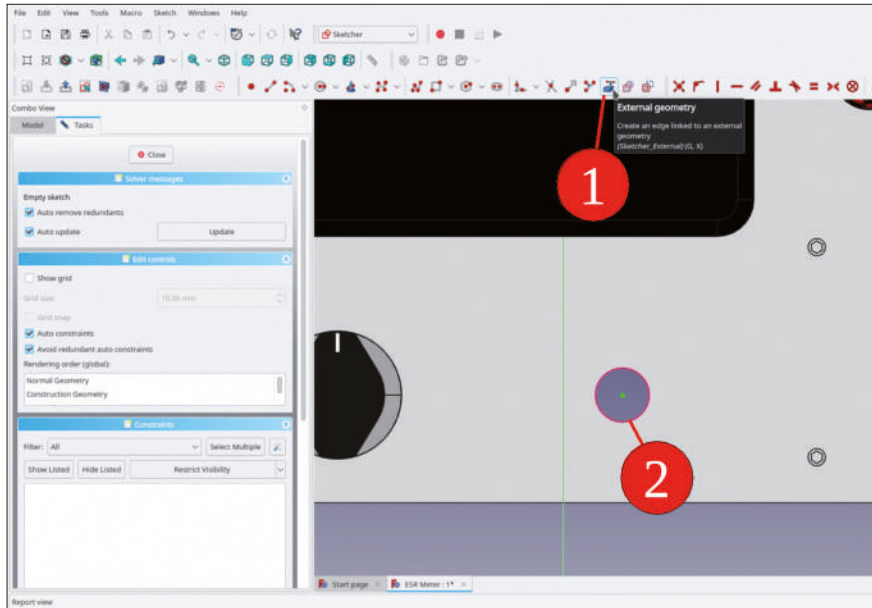 File Edit View Tools Macro Sketch Windows Help
Sketcher
Combo View
Model Tasks
External geometry
Create an edge linked to an external
geometry
(Sketcher_External) (G, X)
1
Close
Solver messages
Empty sketch
Auto remove redundants
Auto update Update
Edit controls
Show grid
Grid size 10.00 mm
Grid snap
Auto constraints
Avoid redundant auto constraints
Rendering order (global):
Normal Geometry
Construction Geometry
Constraints
Filter: All Select Multiple
Show Listed Hide Listed Restrict Visibility
2
Start page ESR Meter : 1*
Report view